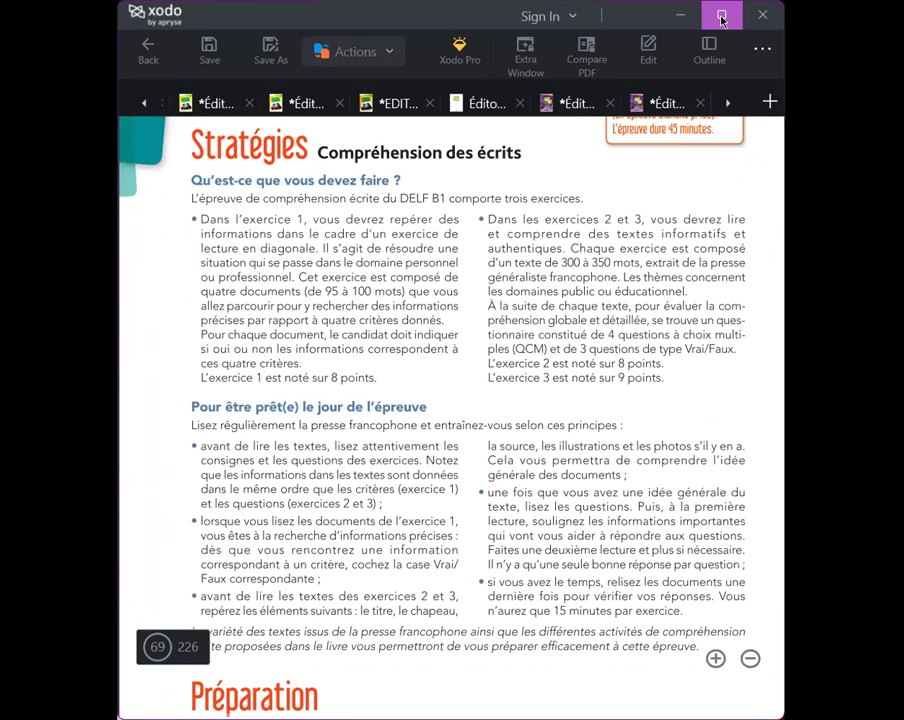 xodo
by apryse
Sign In
Back
Save
Save As
Actions
Xodo Pro
Extra
Window
Compare
PDF
Edit
Outline
*Édit...
*Édit...
*EDIT...
Édito...
*Édit...
*Édit...
L'épreuve dure 45 minutes.
Stratégies Compréhension des écrits
Qu'est-ce que vous devez faire ?
L'épreuve de compréhension écrite du DELF B1 comporte trois exercices.
• Dans l'exercice 1, vous devrez repérer des
informations dans le cadre d'un exercice de
lecture en diagonale. Il s'agit de résoudre une
situation qui se passe dans le domaine personnel
ou professionnel. Cet exercice est composé de
quatre documents (de 95 à 100 mots) que vous
allez parcourir pour y rechercher des informations
précises par rapport à quatre critères donnés.
Pour chaque document, le candidat doit indiquer
si oui ou non les informations correspondent à
ces quatre critères.
L'exercice 1 est noté sur 8 points.
• Dans les exercices 2 et 3, vous devrez lire
et comprendre des textes informatifs et
authentiques. Chaque exercice est composé
d'un texte de 300 à 350 mots, extrait de la presse
généraliste francophone. Les thèmes concernent
les domaines public ou éducationnel.
À la suite de chaque texte, pour évaluer la com-
préhension globale et détaillée, se trouve un ques-
tionnaire constitué de 4 questions à choix multi-
ples (QCM) et de 3 questions de type Vrai/Faux.
L'exercice 2 est noté sur 8 points.
L'exercice 3 est noté sur 9 points.
Pour être prêt(e) le jour de l'épreuve
Lisez régulièrement la presse francophone et entraînez-vous selon ces principes :
• avant de lire les textes, lisez attentivement les
consignes et les questions des exercices. Notez
que les informations dans les textes sont données
dans le même ordre que les critères (exercice 1)
et les questions (exercices 2 et 3) ;
• lorsque vous lisez les documents de l'exercice 1,
vous êtes à la recherche d'informations précises :
dès que vous rencontrez une information
correspondant à un critère, cochez la case Vrai/
Faux correspondante ;
• avant de lire les textes des exercices 2 et 3,
repérez les éléments suivants : le titre, le chapeau,
la source, les illustrations et les photos s'il y en a.
Cela vous permettra de comprendre l'idée
générale des documents ;
• une fois que vous avez une idée générale du
texte, lisez les questions. Puis, à la première
lecture, soulignez les informations importantes
qui vont vous aider à répondre aux questions.
Faites une deuxième lecture et plus si nécessaire.
Il n'y a qu'une seule bonne réponse par question ;
• si vous avez le temps, relisez les documents une
dernière fois pour vérifier vos réponses. Vous
n'aurez que 15 minutes par exercice.
variété des textes issus de la presse francophone ainsi que les différentes activités de compréhension
proposées dans le livre vous permettront de vous préparer efficacement à cette épreuve.
69 226
Préparation